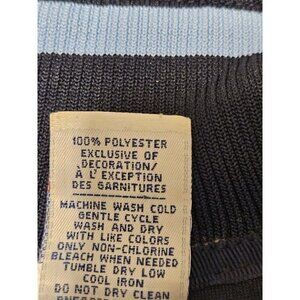 100% POLYESTER
EXCLUSIVE OF
DECORATION/
À L'EXCEPTION
DES GARNITURES
MACHINE WASH COLD
GENTLE CYCLE
WASH AND DRY
WITH LIKE COLORS
ONLY NON-CHLORINE
BLEACH WHEN NEEDED
TUMBLE DRY LOW
COOL IRON
DO NOT DRY CLEAN